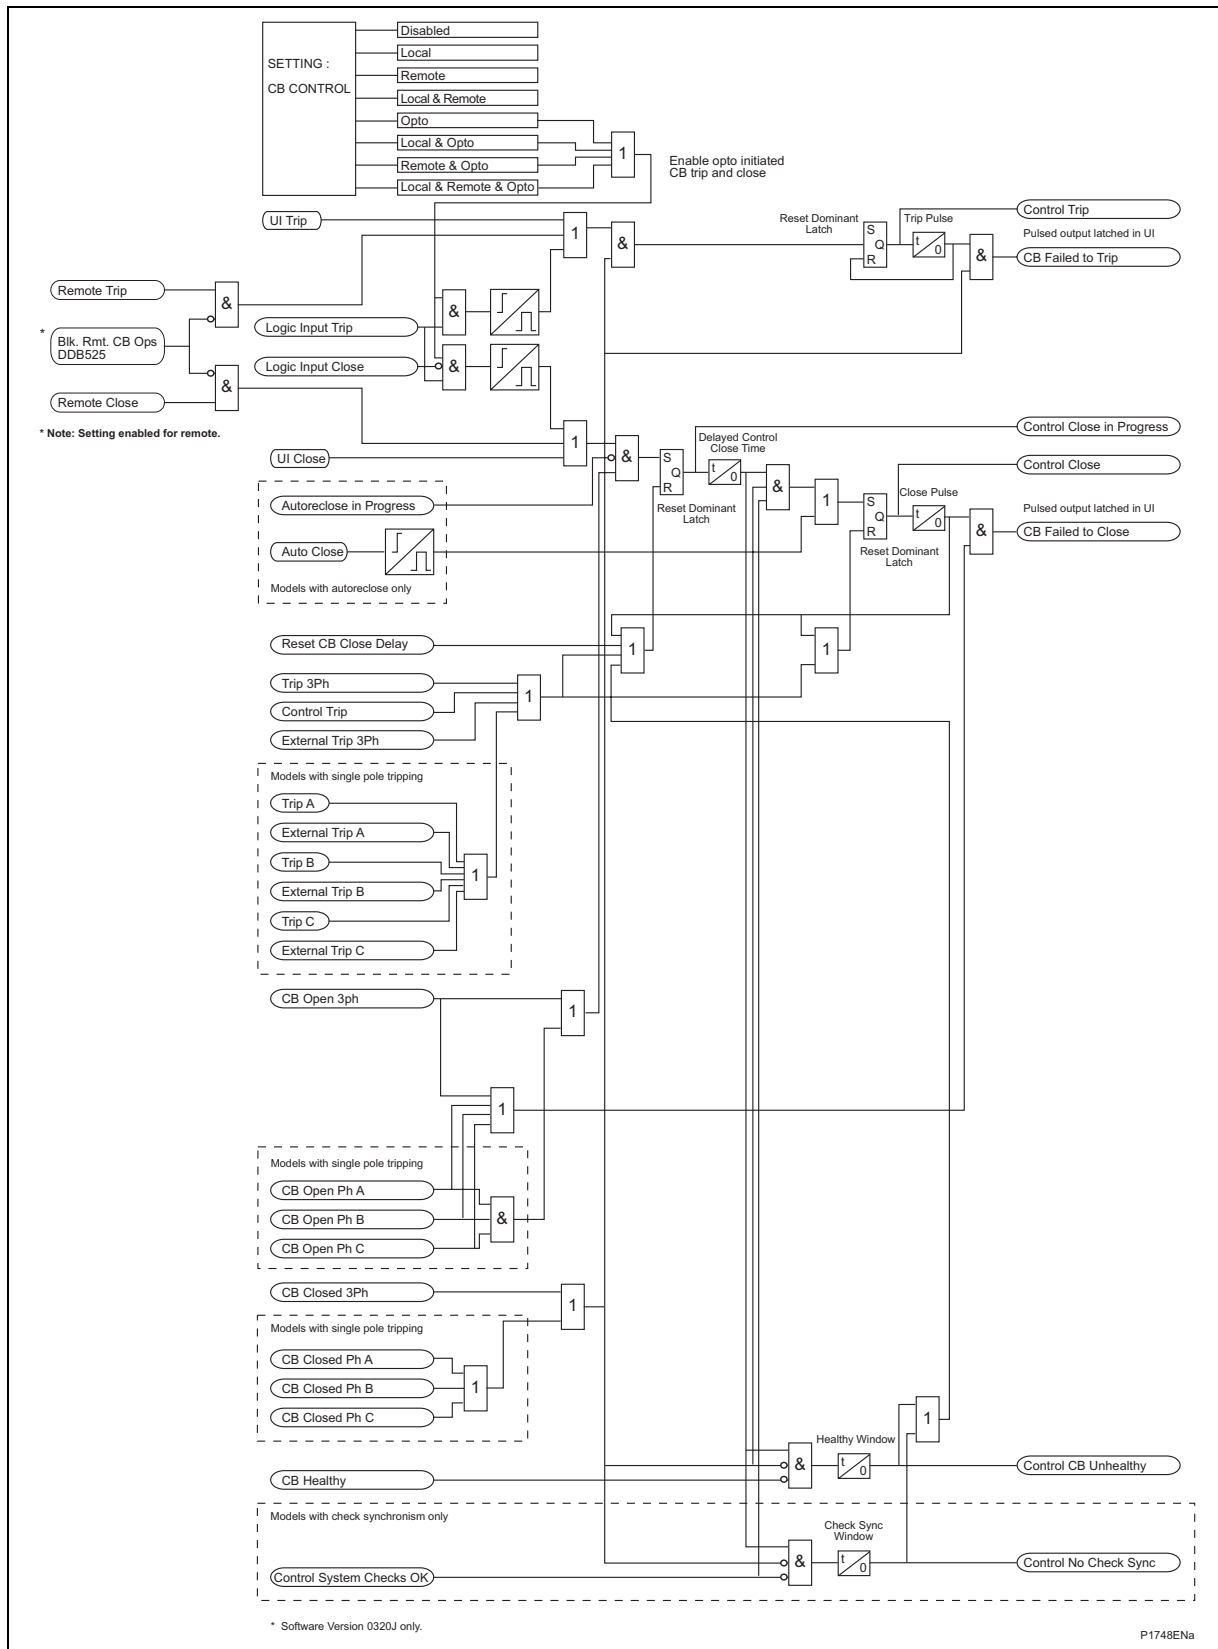 Disabled
SETTING :
CB CONTROL
Local
Remote
Local & Remote
Opto
Local & Opto
Remote & Opto
Local & Remote & Opto
1
Enable opto initiated
CB trip and close
UI Trip
1
&
Reset Dominant
Latch
S
Q
R
Trip Pulse
t
0
&
Control Trip
Pulsed output latched in UI
CB Failed to Trip
Remote Trip
&
* Blk. Rmt. CB Ops
DDB525
&
Remote Close
* Note: Setting enabled for remote.
Logic Input Trip
&
Logic Input Close
&
UI Close
1
&
S
Q
R
Reset Dominant
Latch
Delayed Control
Close Time
t
0
&
1
S
Q
R
Reset Dominant
Latch
Close Pulse
t
0
&
Control Close in Progress
Control Close
Pulsed output latched in UI
CB Failed to Close
Autoreclose in Progress
Auto Close
Models with autoreclose only
Reset CB Close Delay
1
1
Trip 3Ph
Control Trip
External Trip 3Ph
1
Models with single pole tripping
Trip A
External Trip A
Trip B
External Trip B
Trip C
External Trip C
1
CB Open 3ph
1
1
Models with single pole tripping
CB Open Ph A
CB Open Ph B
CB Open Ph C
&
CB Closed 3Ph
1
Models with single pole tripping
CB Closed Ph A
CB Closed Ph B
CB Closed Ph C
1
1
CB Healthy
&
Healthy Window
t
0
Control CB Unhealthy
Models with check synchronism only
Control System Checks OK
&
Check Sync
Window
t
0
Control No Check Sync
* Software Version 0320J only.
P1748ENa